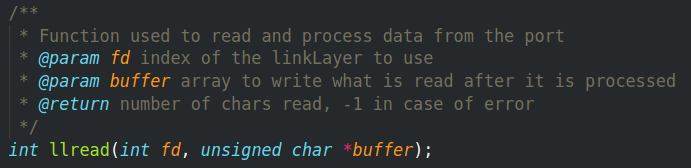 /**
 * Function used to read and process data from the port
 * @param fd index of the linkLayer to use
 * @param buffer array to write what is read after it is processed
 * @return number of chars read, -1 in case of error
 */
int llread(int fd, unsigned char *buffer);